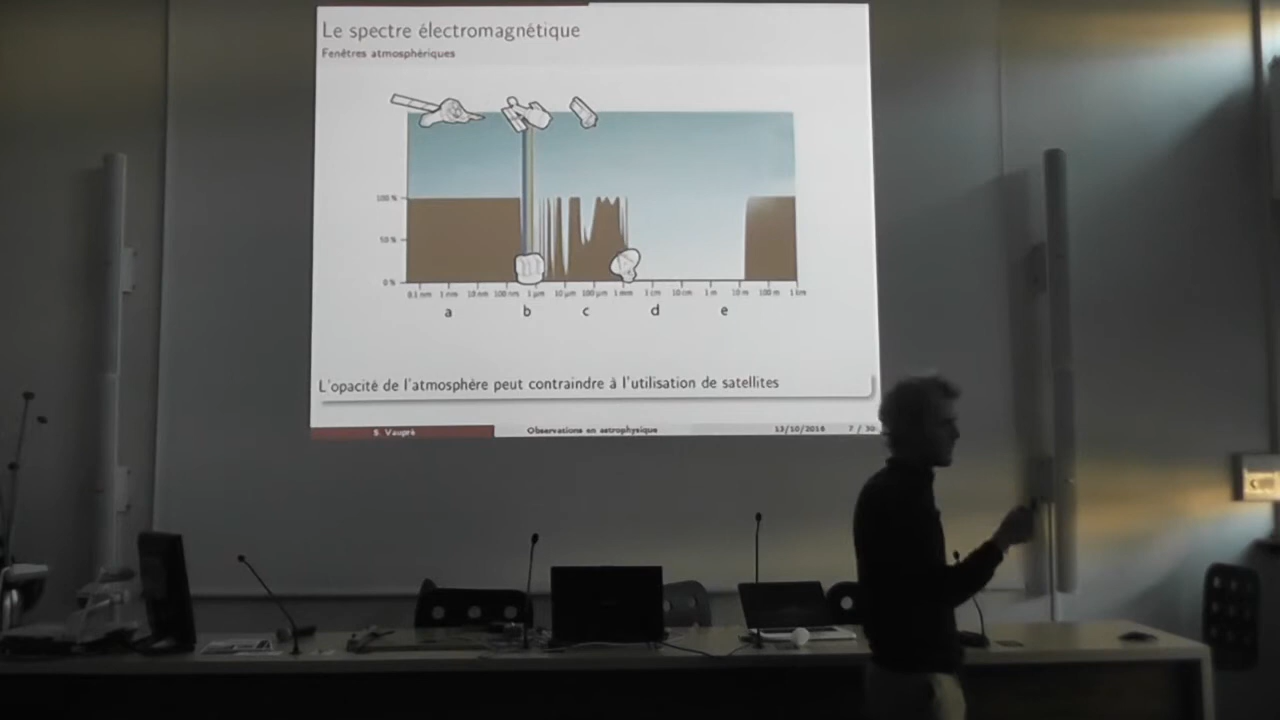 Le spectre électromagnétique
Fenêtres atmosphériques
100 %
50 %
0 %
0.1 nm 1 nm 10 nm 100 nm 1 µm 10 µm 100 µm 1 mm 1 cm 10 cm 1 m 10 m 100 m 1 km
a b c d e
L'opacité de l'atmosphère peut contraindre à l'utilisation de satellites
S. Vaupré Observations en astrophysique 13/10/2016 7 / 30